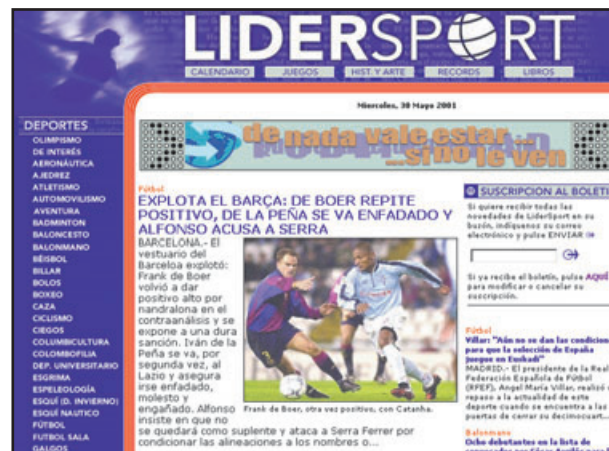 LIDERSPORT
CALENDARIO
JUEGOS
HIST. Y ARTE
RECORDS
LIBROS
Miercoles, 30 Mayo 2001
de nada vale estar ...
...si no le ven
DEPORTES
OLIMPISMO
DE INTERÉS
AERONÁUTICA
AJEDREZ
ATLETISMO
AUTOMOVILISMO
AVENTURA
BADMINTON
BALONCESTO
BALONMANO
BÉISBOL
BILLAR
BOLOS
BOXEO
CAZA
CICLISMO
CIEGOS
COLUMBICULTURA
COLOMBOFILIA
DEP. UNIVERSITARIO
ESGRIMA
ESPELEOLOGÍA
ESQUÍ (D. INVIERNO)
ESQUÍ NAUTICO
FÚTBOL
FUTBOL SALA
GALGOS
Fútbol
EXPLOTA EL BARÇA: DE BOER REPITE
POSITIVO, DE LA PEÑA SE VA ENFADADO Y
ALFONSO ACUSA A SERRA
BARCELONA.- El
vestuario del
Barceloa explotó:
Frank de Boer
volvió a dar
positivo alto por
nandralona en el
contraanálisis y se
expone a una dura
sanción. Iván de la
Peña se va, por
segunda vez, al
Lazio y asegura
irse enfadado,
molesto y
engañado. Alfonso
insiste en que no
se quedará como suplente y ataca a Serra Ferrer por
condicionar las alineaciones a los nombres o...
Frank de Boer, otra vez positivo, con Catanha.
SUSCRIPCION AL BOLETI
Si quiere recibir todas las
novedades de LiderSport en su
buzón, indíquenos su correo
electrónico y pulse ENVIAR
Si ya recibe el boletín, pulse AQUÍ
para modificar o cancelar su
suscripción.
Fútbol
Villar: "Aún no se dan las condicion
para que la selección de España
juegue en Euskadi"
MADRID.- El presidente de la Real
Federación Española de Fútbol
(RFEF), Angel María Villar, realizó
repaso a la actualidad de este
deporte cuando se encuentra a las
puertas de cerrar su decimocuart...
Balonmano
Ocho debutantes en la lista de